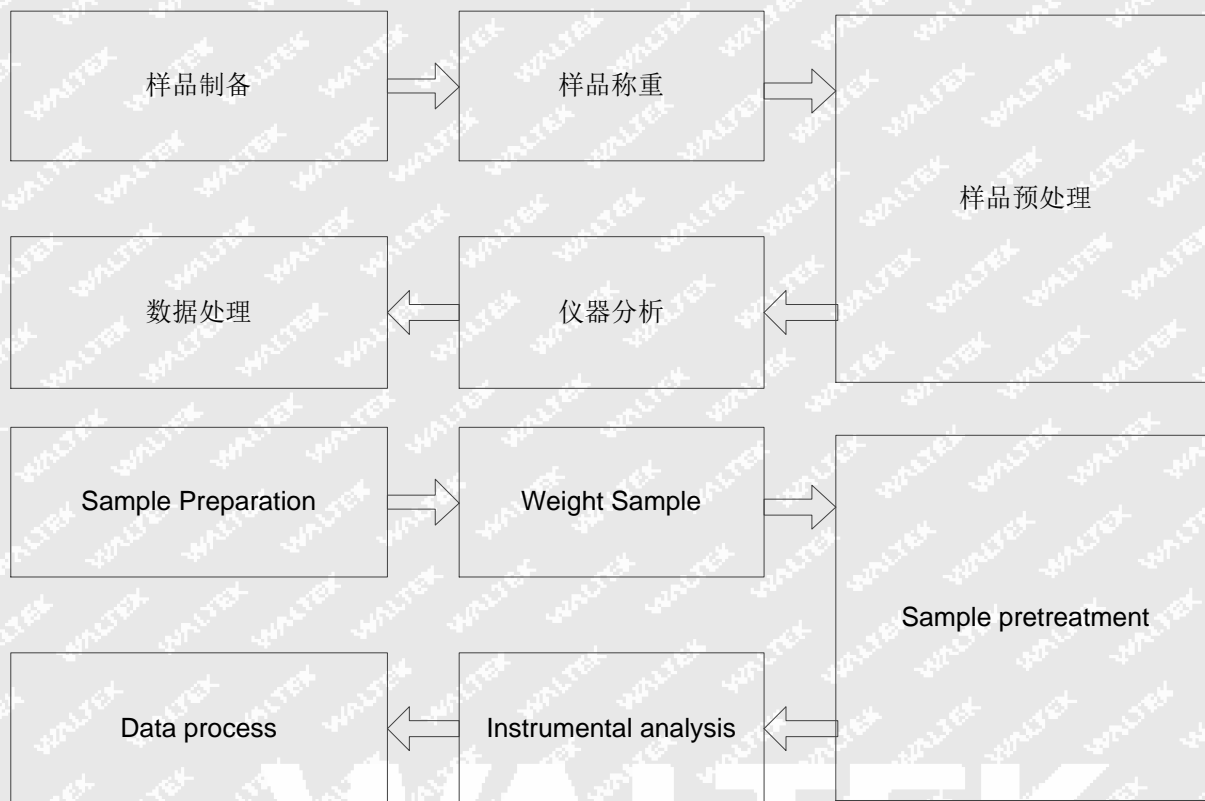 样品制备
样品称重
样品预处理
仪器分析
数据处理
Sample Preparation
Weight Sample
Sample pretreatment
Instrumental analysis
Data process
WALTEK